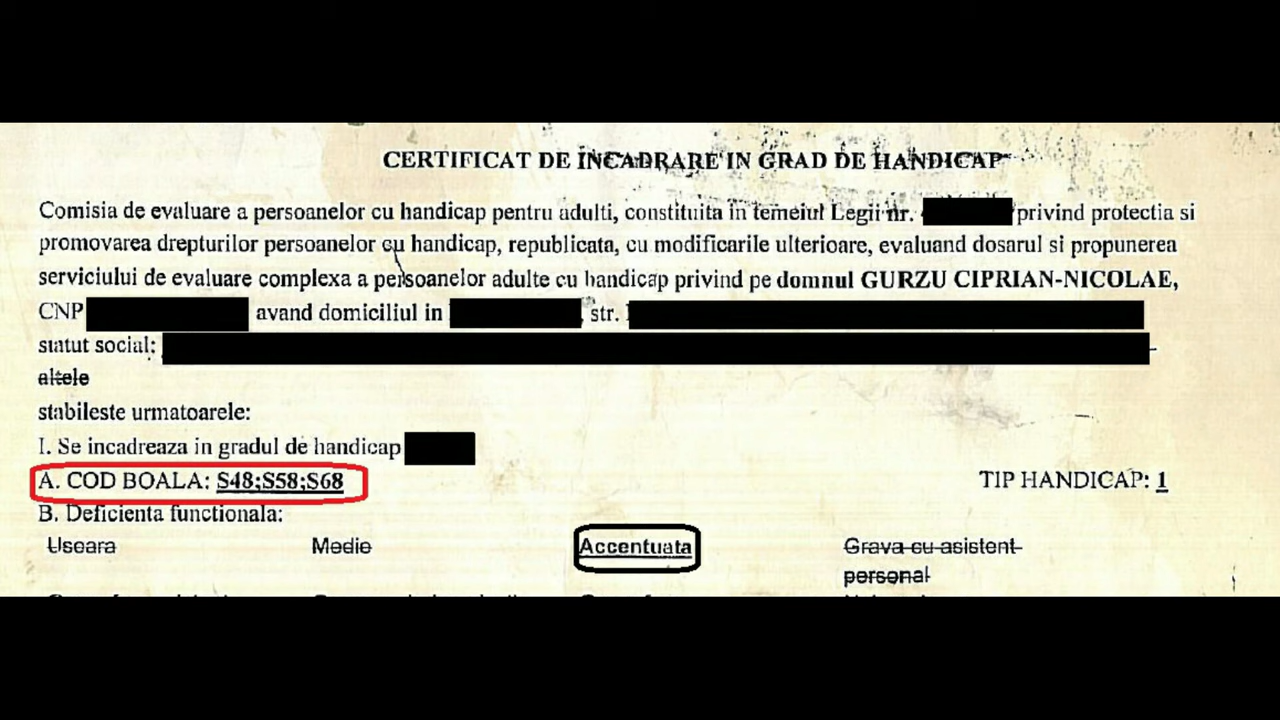 CERTIFICAT DE INCADRARE IN GRAD DE HANDICAP
Comisia de evaluare a persoanelor cu handicap pentru adulti, constituita in temeiul Legii nr. privind protectia si
promovarea drepturilor persoanelor cu handicap, republicata, cu modificarile ulterioare, evaluand dosarul si propunerea
serviciului de evaluare complexa a persoanelor adulte cu handicap privind pe domnul GURZU CIPRIAN-NICOLAE,
CNP avand domiciliul in str.
statut social:
altele
stabileste urmatoarele:
I. Se incadreaza in gradul de handicap
A. COD BOALA: S48;S58;S68 TIP HANDICAP: 1
B. Deficienta functionala:
Usoara Medie Accentuata Grava cu asistent
personal